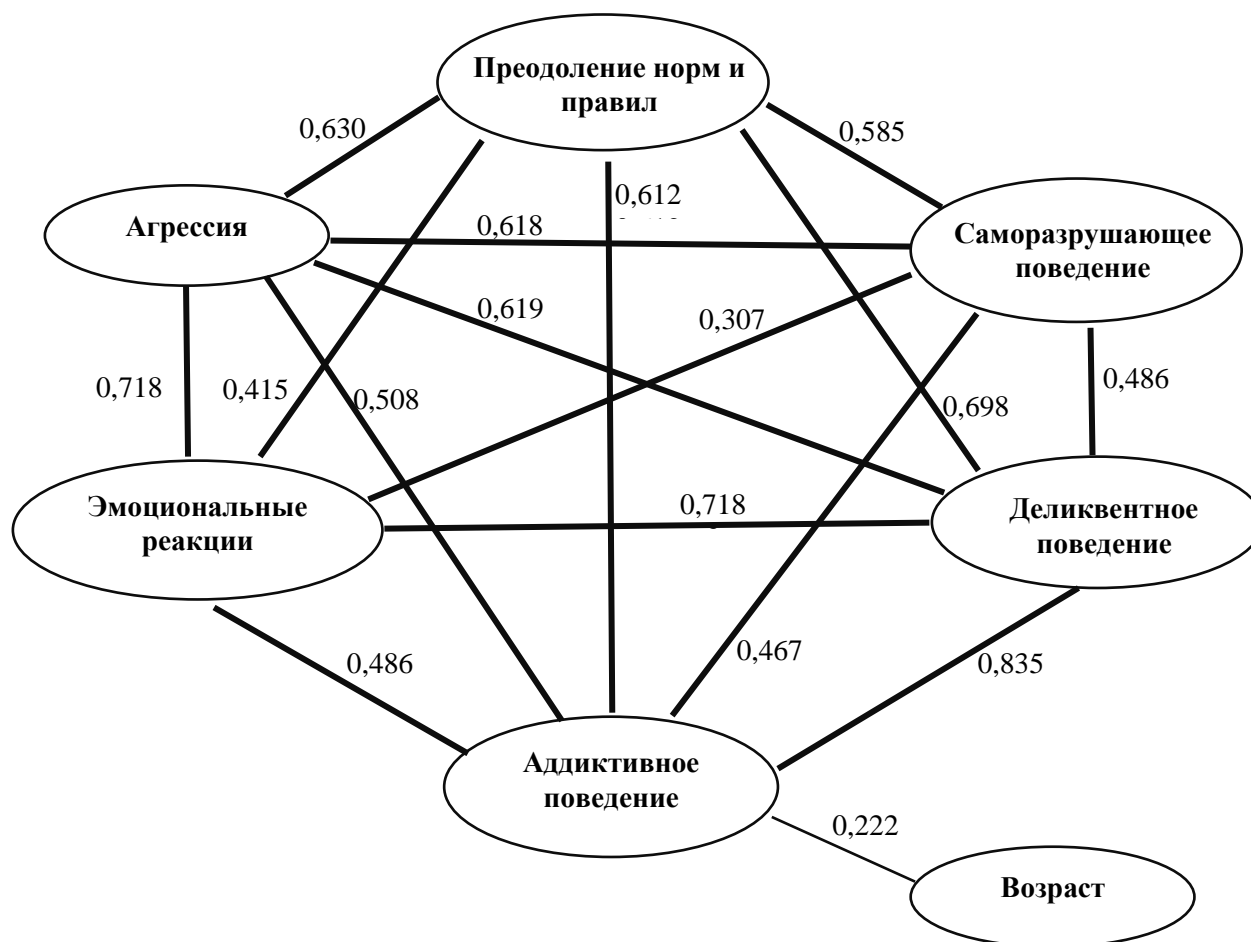 Преодоление норм и
правил
0,630
0,585
0,612
Агрессия
0,618
Саморазрушающее
поведение
0,619
0,307
0,718
0,415
0,508
0,698
0,486
Эмоциональные
реакции
0,718
Деликвентное
поведение
0,486
0,467
0,835
Аддиктивное
поведение
0,222
Возраст